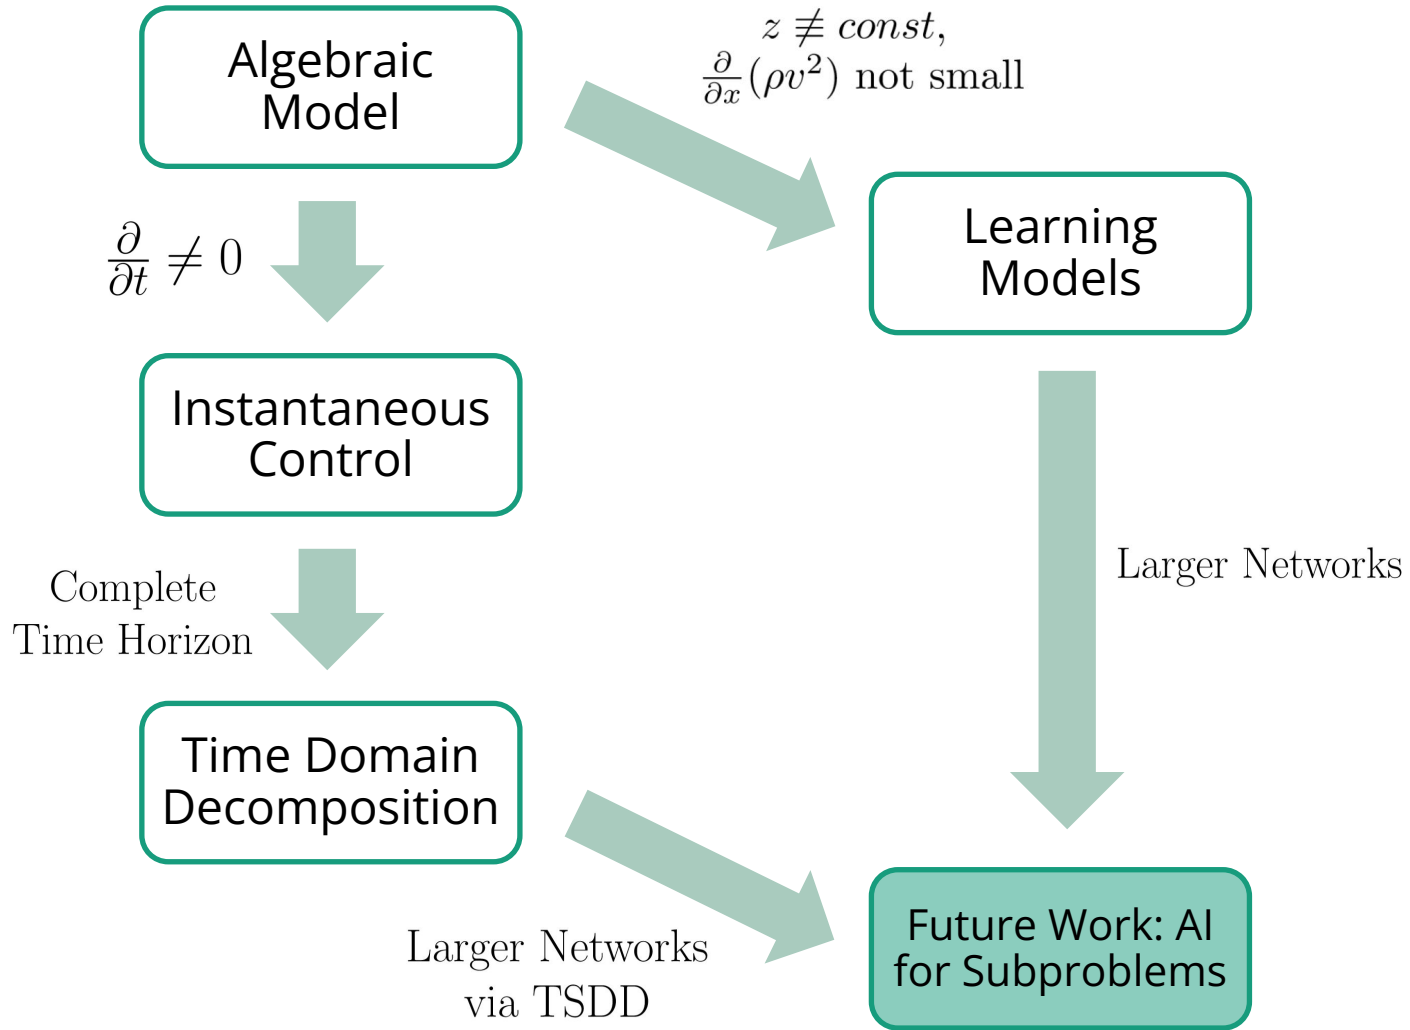 Algebraic
Model
z ≢ const,
∂/∂x (ρv²) not small
∂/∂t ≠ 0
Learning
Models
Instantaneous
Control
Complete
Time Horizon
Larger Networks
Time Domain
Decomposition
Larger Networks
via TSDD
Future Work: AI
for Subproblems